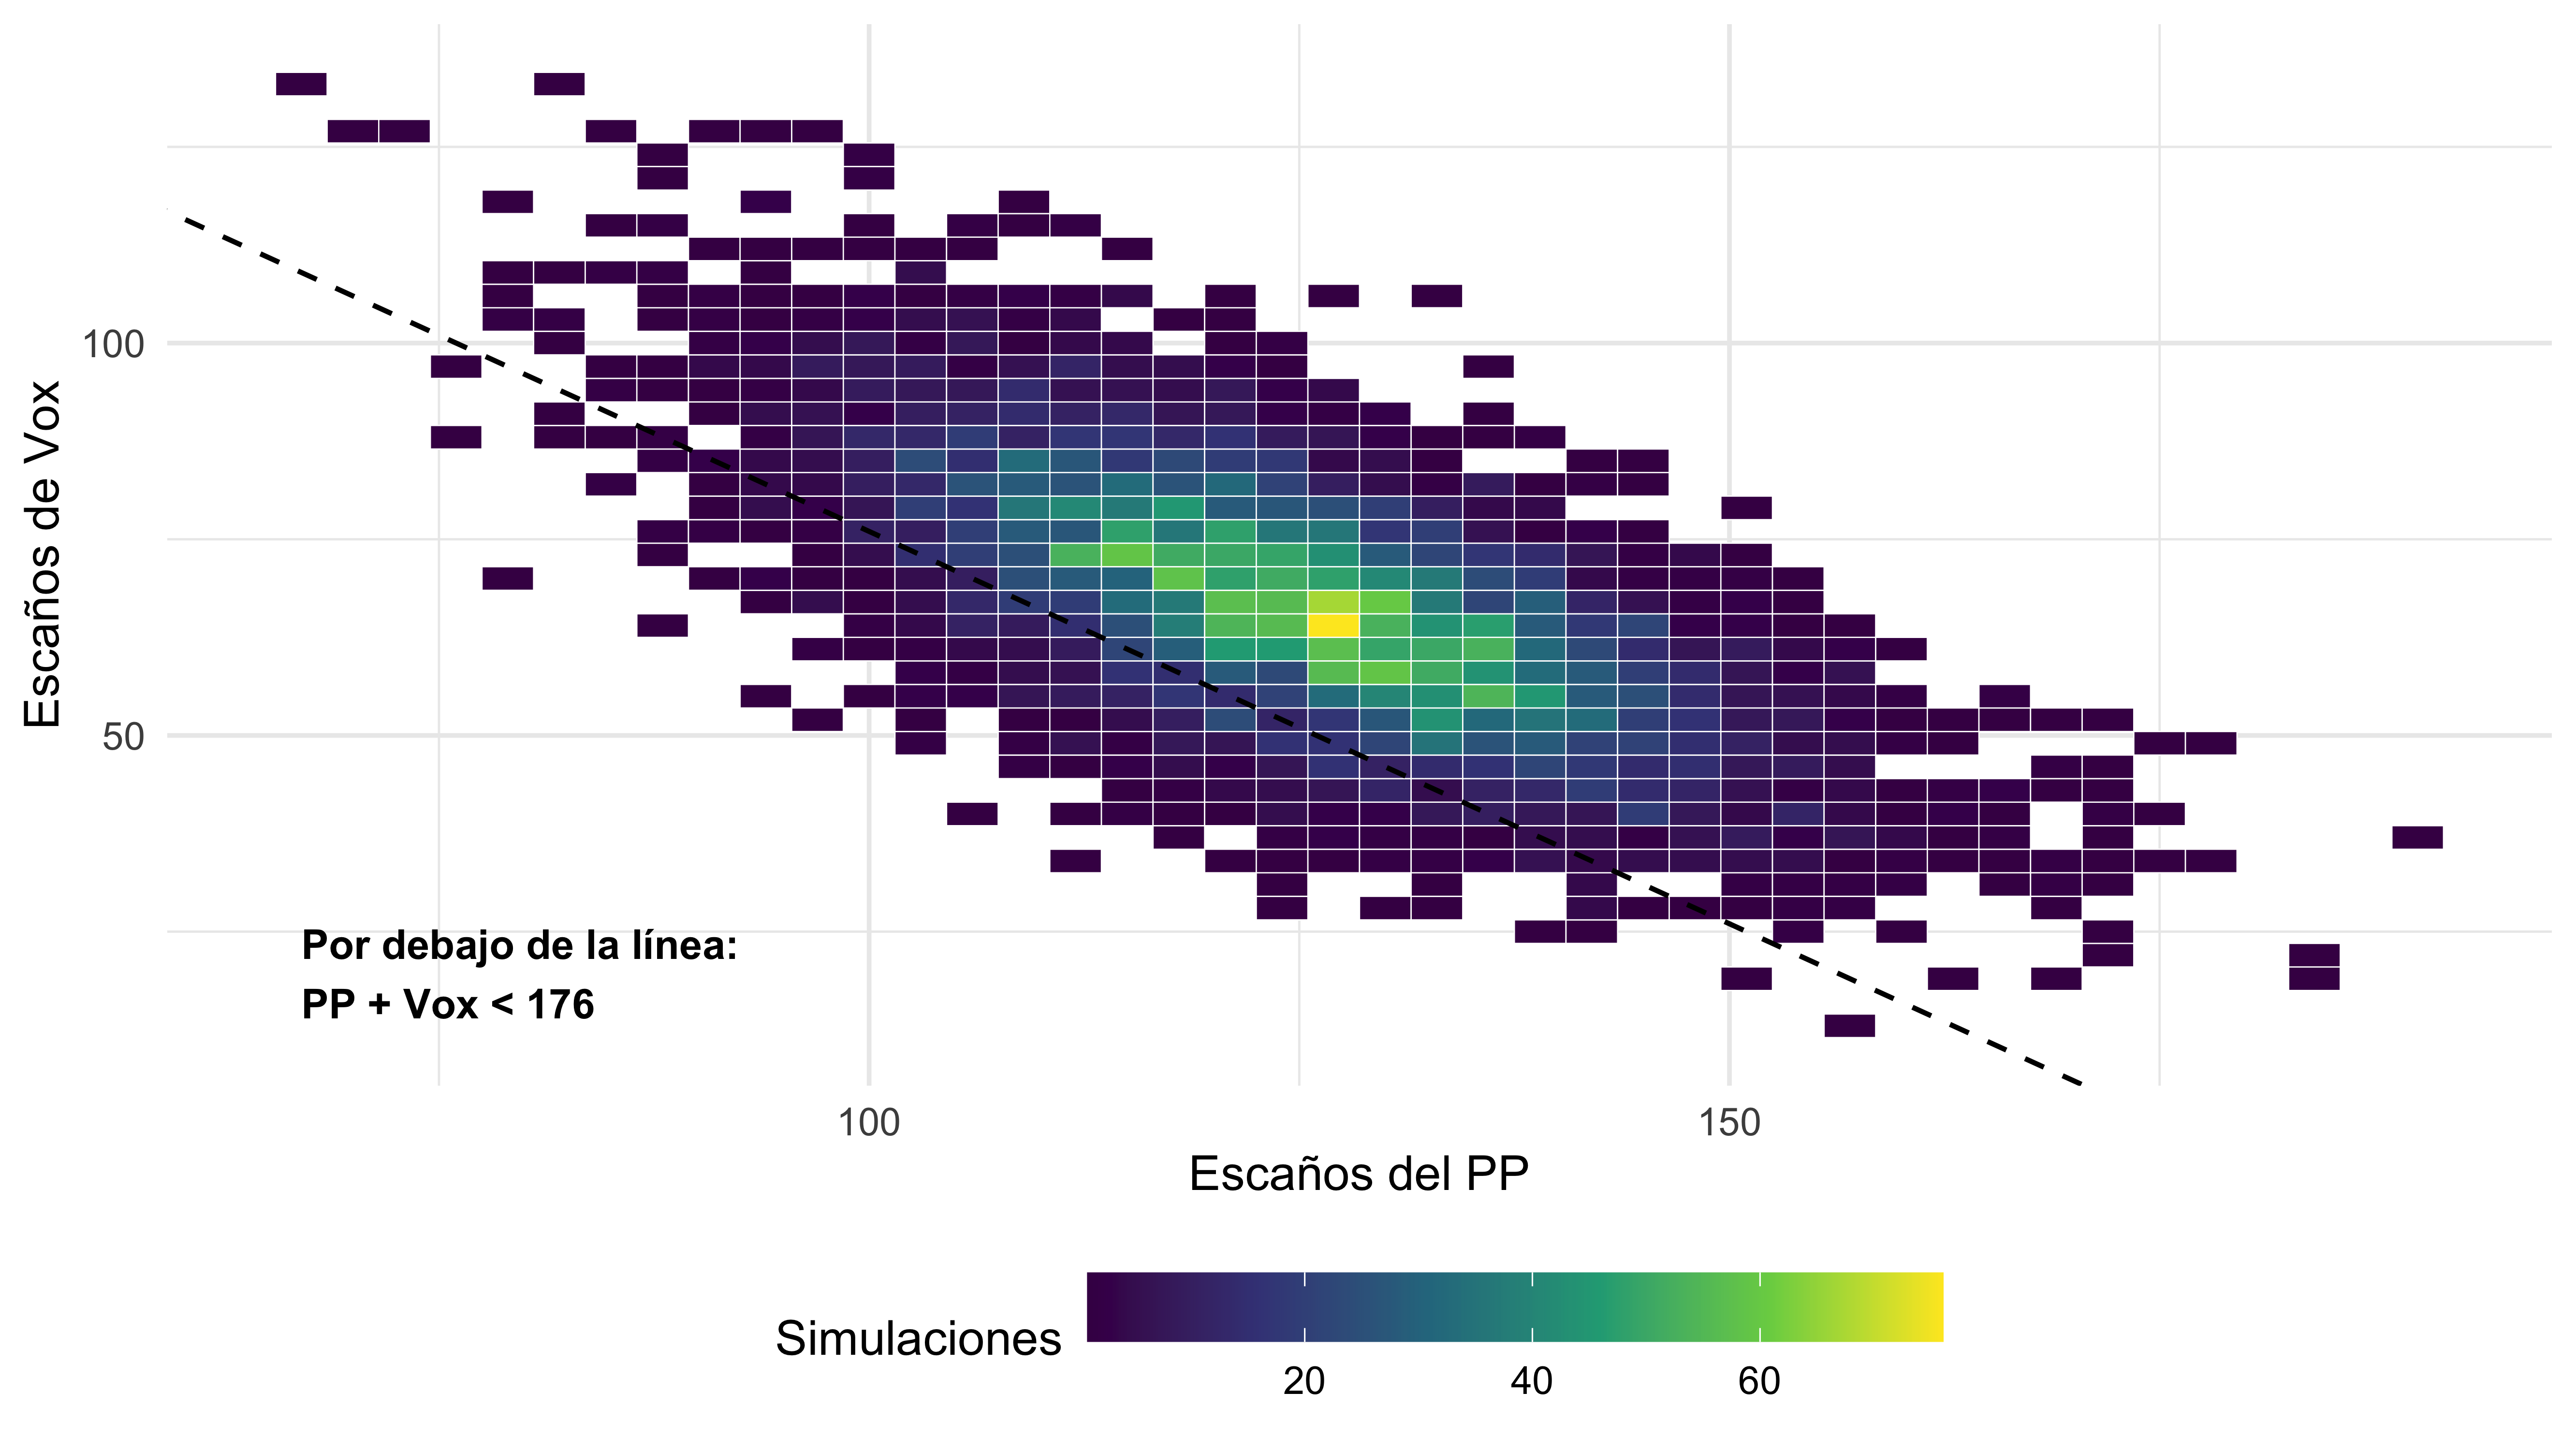 Escaños de Vox
100
50
Por debajo de la línea:
PP + Vox < 176
100
150
Escaños del PP
Simulaciones
20
40
60